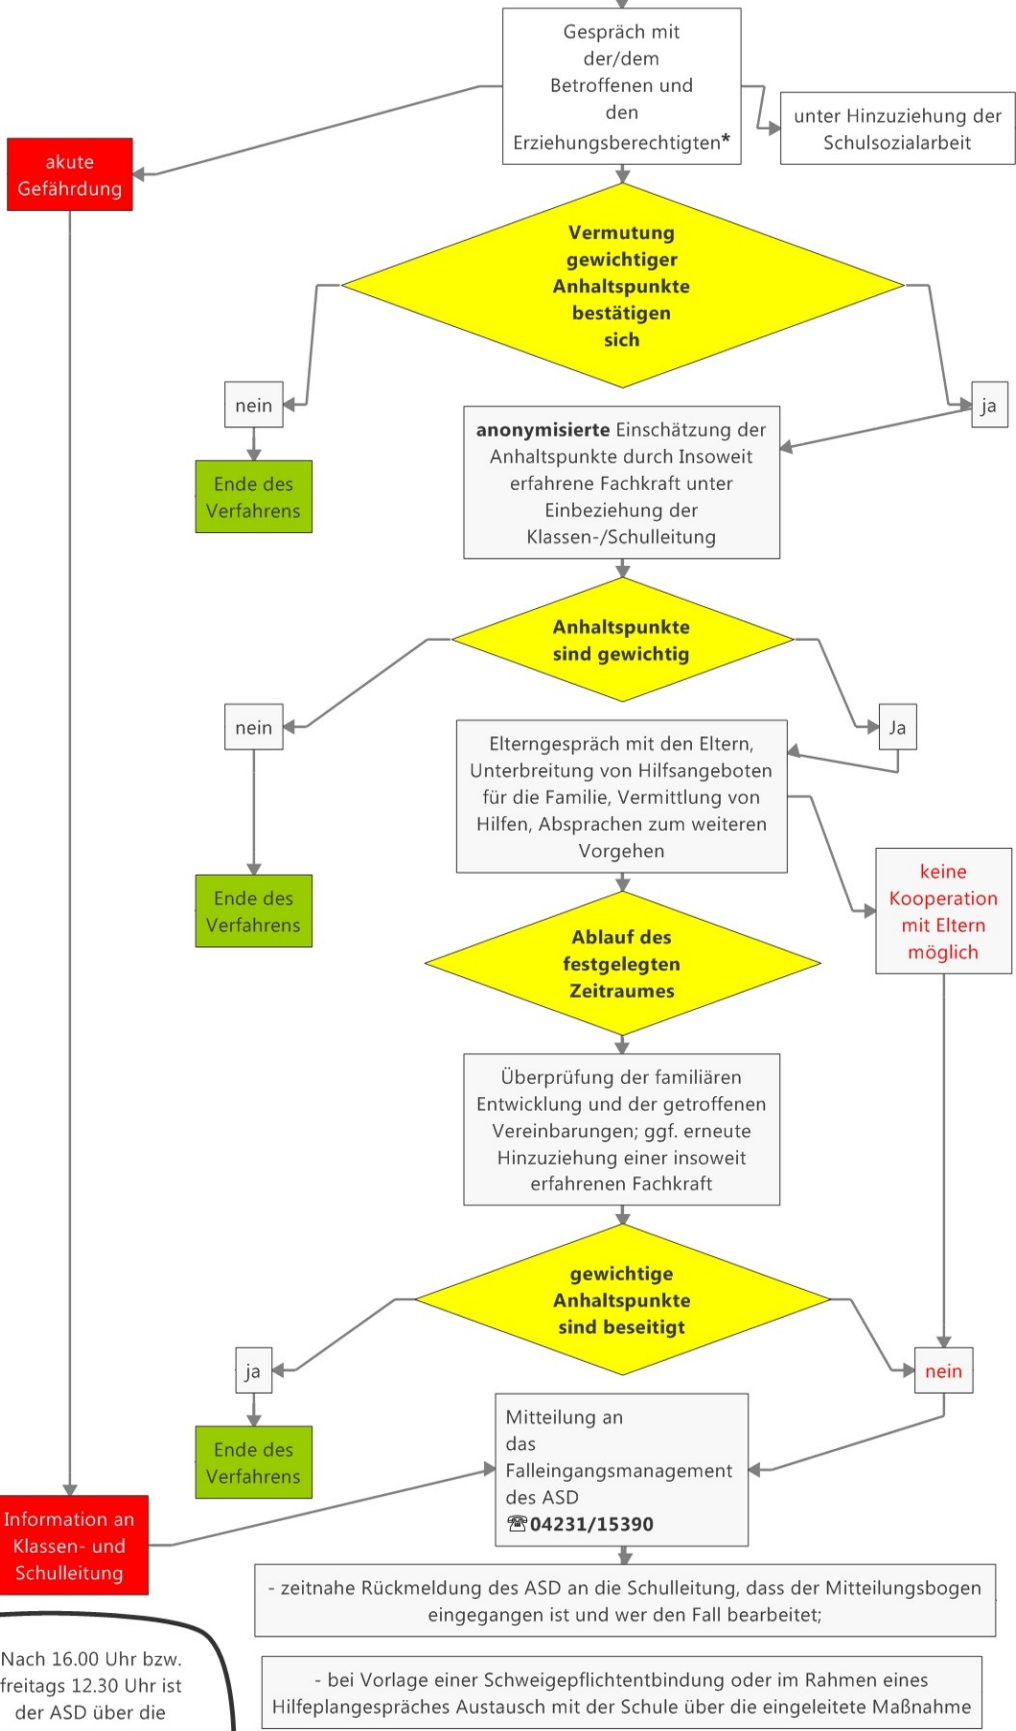 Gespräch mit
der/dem
Betroffenen und
den
Erziehungsberechtigten*
unter Hinzuziehung der
Schulsozialarbeit
akute
Gefährdung
Vermutung
gewichtiger
Anhaltspunkte
bestätigen
sich
nein
ja
Ende des
Verfahrens
anonymisierte Einschätzung der
Anhaltspunkte durch Insoweit
erfahrene Fachkraft unter
Einbeziehung der
Klassen-/Schulleitung
Anhaltspunkte
sind gewichtig
nein
Ja
Elterngespräch mit den Eltern,
Unterbreitung von Hilfsangeboten
für die Familie, Vermittlung von
Hilfen, Absprachen zum weiteren
Vorgehen
Ende des
Verfahrens
keine
Kooperation
mit Eltern
möglich
Ablauf des
festgelegten
Zeitraumes
Überprüfung der familiären
Entwicklung und der getroffenen
Vereinbarungen; ggf. erneute
Hinzuziehung einer insoweit
erfahrenen Fachkraft
gewichtige
Anhaltspunkte
sind beseitigt
ja
nein
Ende des
Verfahrens
Mitteilung an
das
Falleingangsmanagement
des ASD
☎04231/15390
Information an
Klassen- und
Schulleitung
- zeitnahe Rückmeldung des ASD an die Schulleitung, dass der Mitteilungsbogen
eingegangen ist und wer den Fall bearbeitet;
- bei Vorlage einer Schweigepflichtentbindung oder im Rahmen eines
Hilfeplangespräches Austausch mit der Schule über die eingeleitete Maßnahme
Nach 16.00 Uhr bzw.
freitags 12.30 Uhr ist
der ASD über die